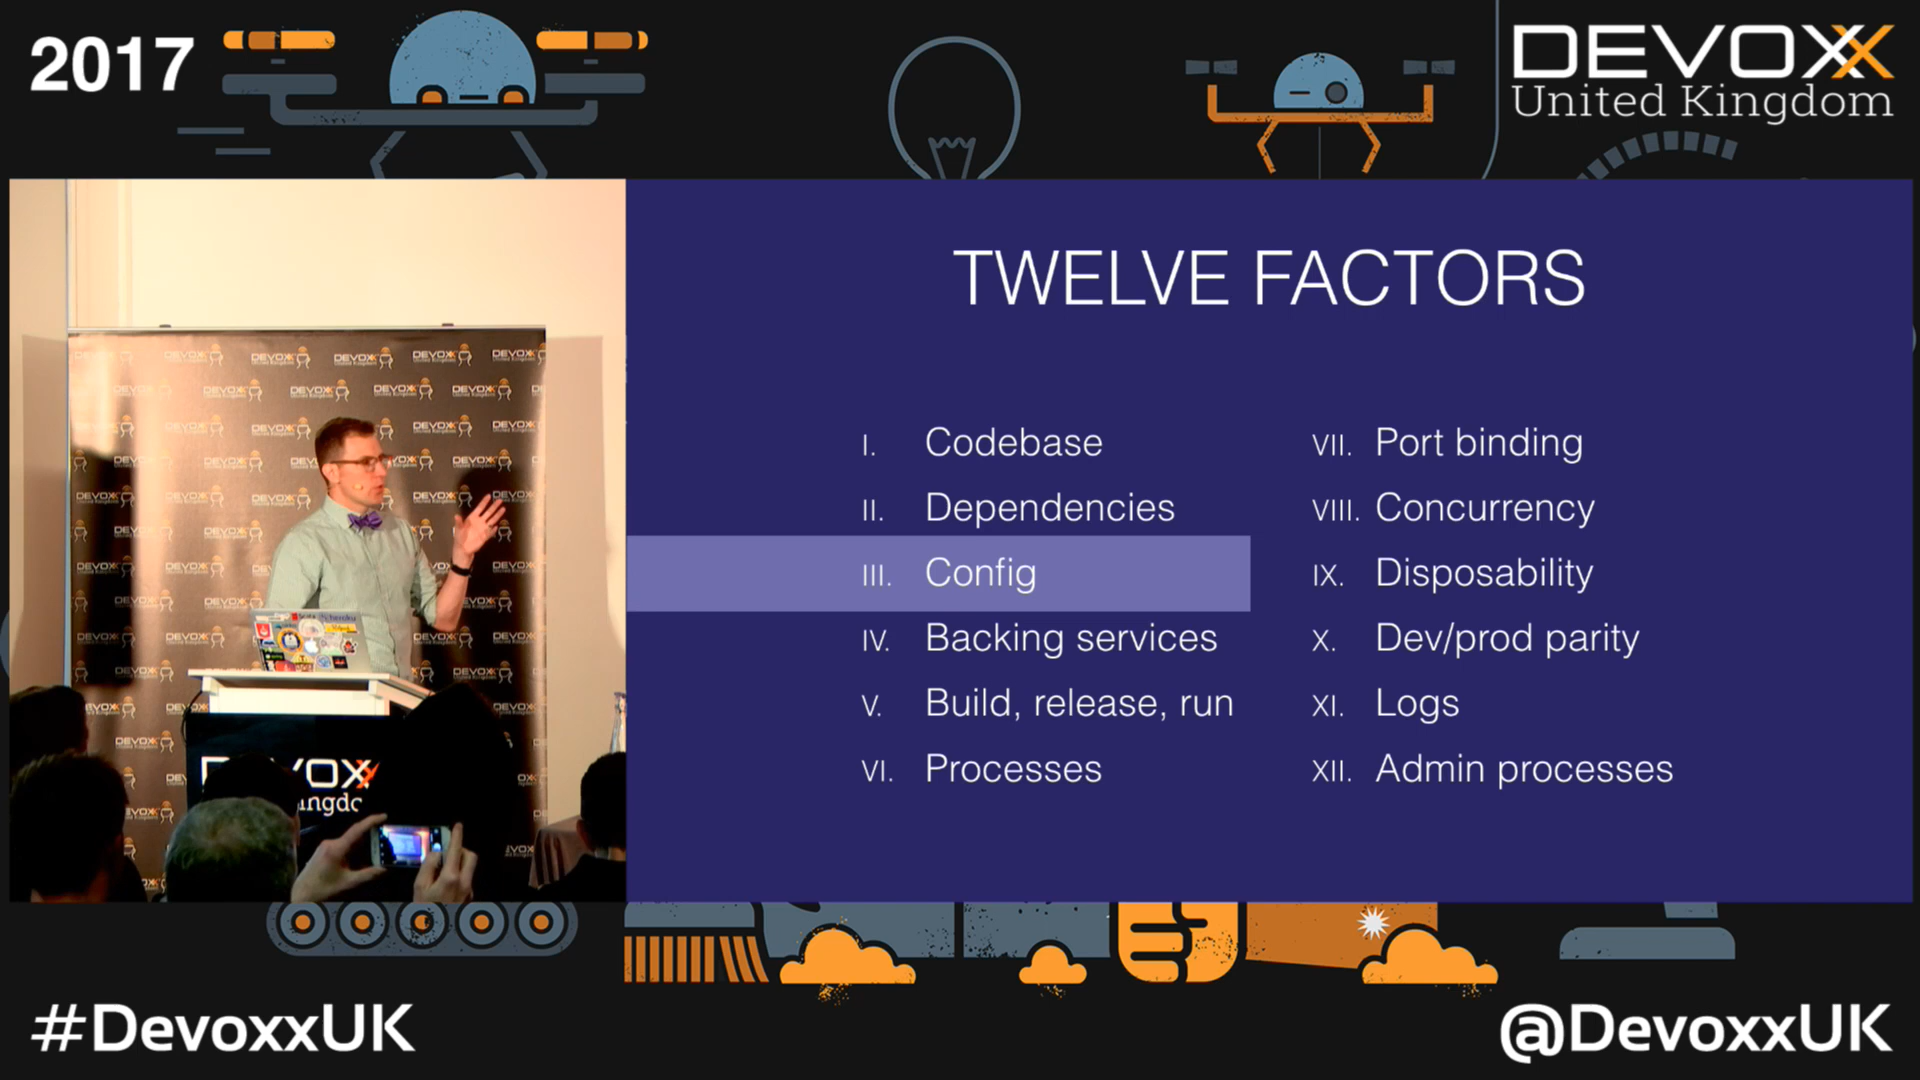 2017
DEVOXX
United Kingdom
TWELVE FACTORS
I. Codebase
II. Dependencies
III. Config
IV. Backing services
V. Build, release, run
VI. Processes
VII. Port binding
VIII. Concurrency
IX. Disposability
X. Dev/prod parity
XI. Logs
XII. Admin processes
#DevoxxUK
@DevoxxUK